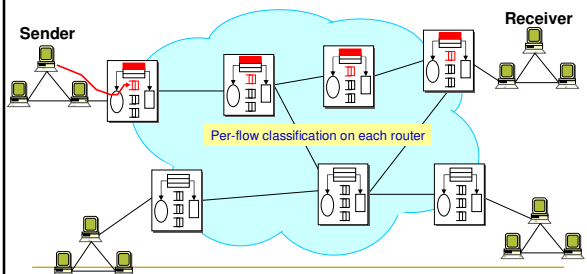 Sender
Receiver
Per-flow classification on each router